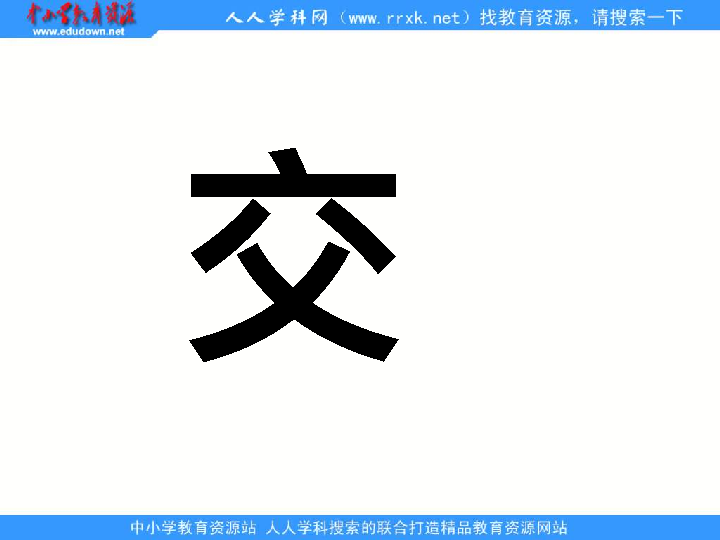 中小学教育资源
www.edudown.net
人人学科网（www.rrxk.net）找教育资源，请搜索一下
交
中小学教育资源站 人人学科搜索的联合打造精品教育资源网站